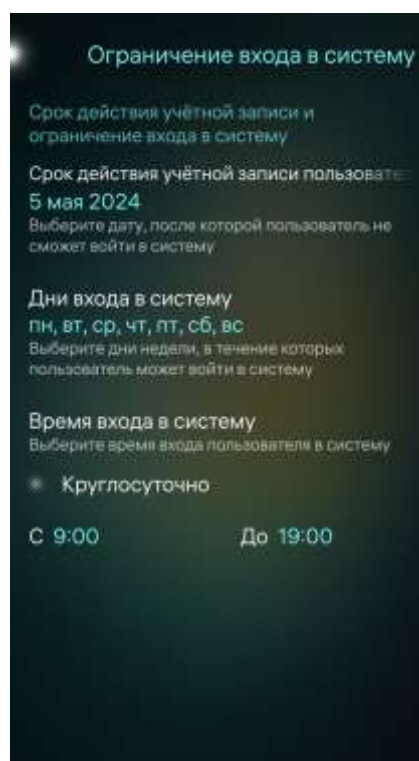 Ограничение входа в систему
Срок действия учётной записи и
ограничение входа в систему
Срок действия учётной записи
5 мая 2024
Выберите дату, после которой пользователь не
сможет войти в систему
Дни входа в систему
пн, вт, ср, чт, пт, сб, вс
Выберите дни недели, в течение которых
пользователь может войти в систему
Время входа в систему
Выберите время входа пользователя в систему
Круглосуточно
С 9:00 До 19:00